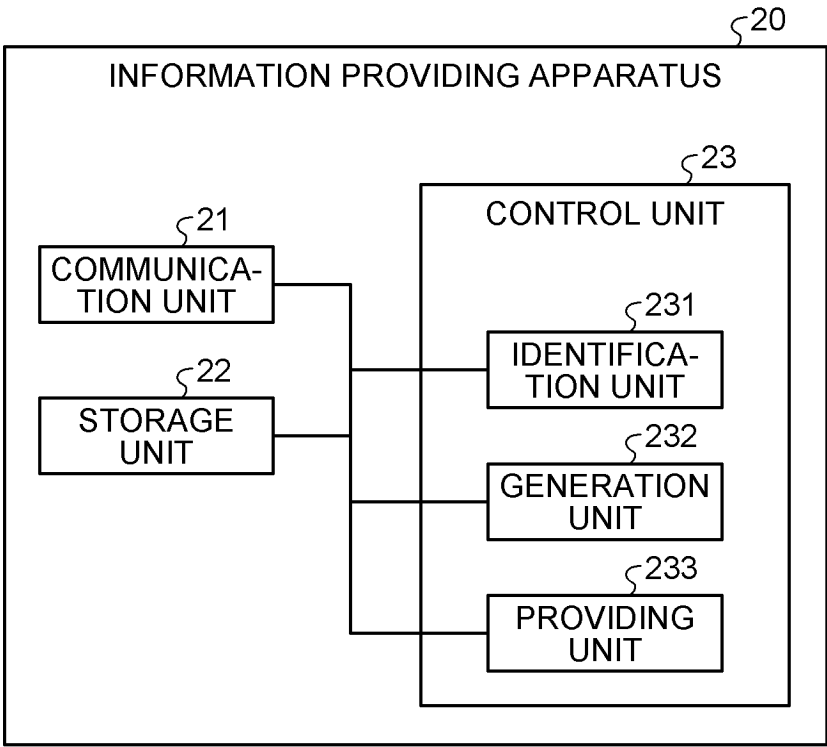 20
INFORMATION PROVIDING APPARATUS
23
CONTROL UNIT
21
COMMUNICA-
TION UNIT
231
IDENTIFICA-
TION UNIT
22
STORAGE
UNIT
232
GENERATION
UNIT
233
PROVIDING
UNIT